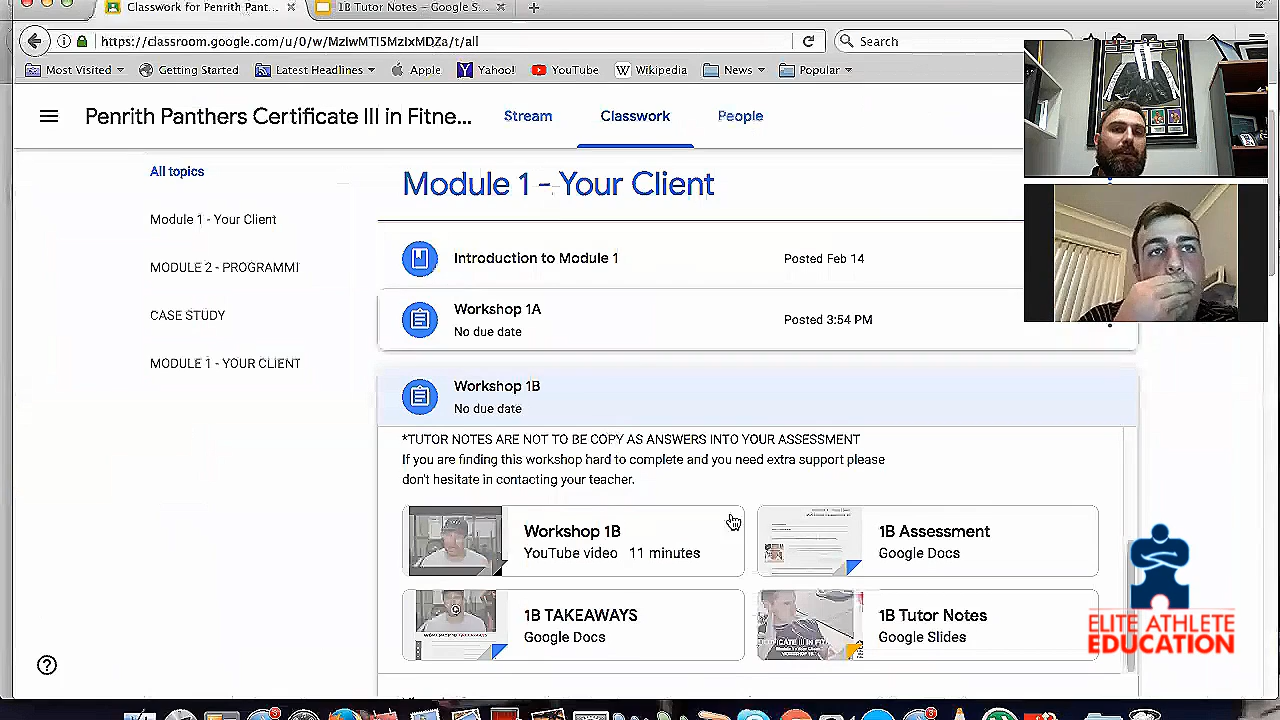 Classwork for Penrith Pant...
1B Tutor Notes – Google S...
https://classroom.google.com/u/0/w/MzIwMTI5MzIxMDZa/t/all
Search
Most Visited
Getting Started
Latest Headlines
Apple
Yahoo!
YouTube
Wikipedia
News
Popular
Penrith Panthers Certificate III in Fitne...
Stream
Classwork
People
All topics
Module 1 - Your Client
MODULE 2 - PROGRAMMI
CASE STUDY
MODULE 1 - YOUR CLIENT
Module 1 - Your Client
Introduction to Module 1
Posted Feb 14
Workshop 1A
No due date
Posted 3:54 PM
Workshop 1B
No due date
*TUTOR NOTES ARE NOT TO BE COPY AS ANSWERS INTO YOUR ASSESSMENT
If you are finding this workshop hard to complete and you need extra support please
don't hesitate in contacting your teacher.
Workshop 1B
YouTube video 11 minutes
1B Assessment
Google Docs
1B TAKEAWAYS
Google Docs
1B Tutor Notes
Google Slides
ELITE ATHLETE
EDUCATION